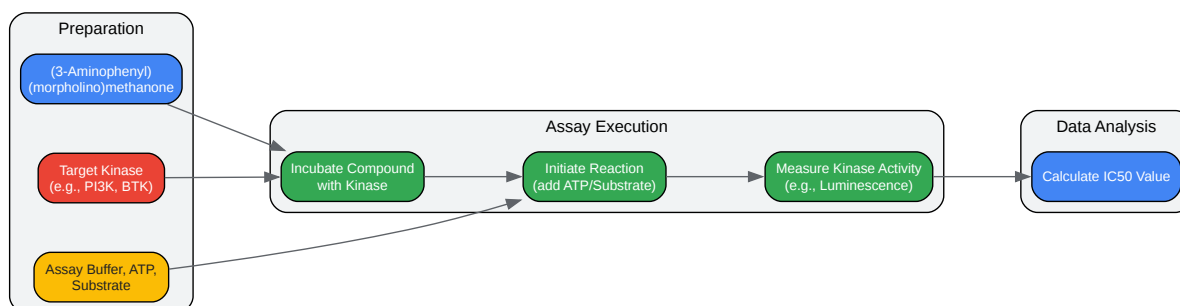 Preparation
(3-Aminophenyl)
(morpholino)methanone
Target Kinase
(e.g., PI3K, BTK)
Assay Buffer, ATP,
Substrate
Assay Execution
Incubate Compound
with Kinase
Initiate Reaction
(add ATP/Substrate)
Measure Kinase Activity
(e.g., Luminescence)
Data Analysis
Calculate IC50 Value